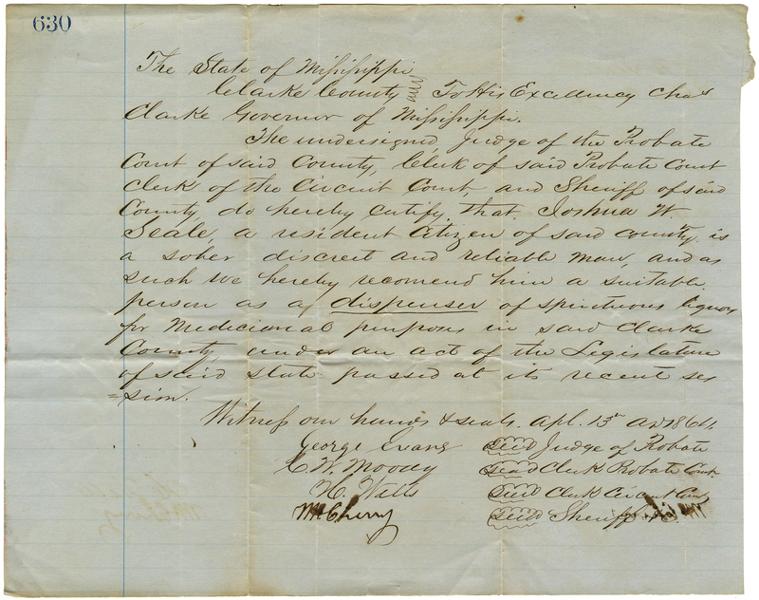 630
The State of Mississippi
Clarke County To His Excellency Chas
Clarke Governor of Mississippi.
The undersigned, Judge of the Probate
Court of said County, Clerk of said Probate Court
Clerk of the Circuit Court, and Sheriff of said
County, do hereby certify, that, Joshua W.
Seale, a resident Citizen of said county, is
a sober discreet and reliable man, and as
such we hereby recomend him a suitable
person as a dispenser of spirituous liquors
for Medicional purposes in said Clarke
County, under an act of the Legislature
of said state passed at its recent ses
=sion.
Witness our hands & seals. Apl. 13th AD 1864.
George Evans Seal Judge of Probate
C. W. Moody Seal Clerk Probate Court
H. Wills Seal Clerk Circuit Court
Cherry Seal Sheriff